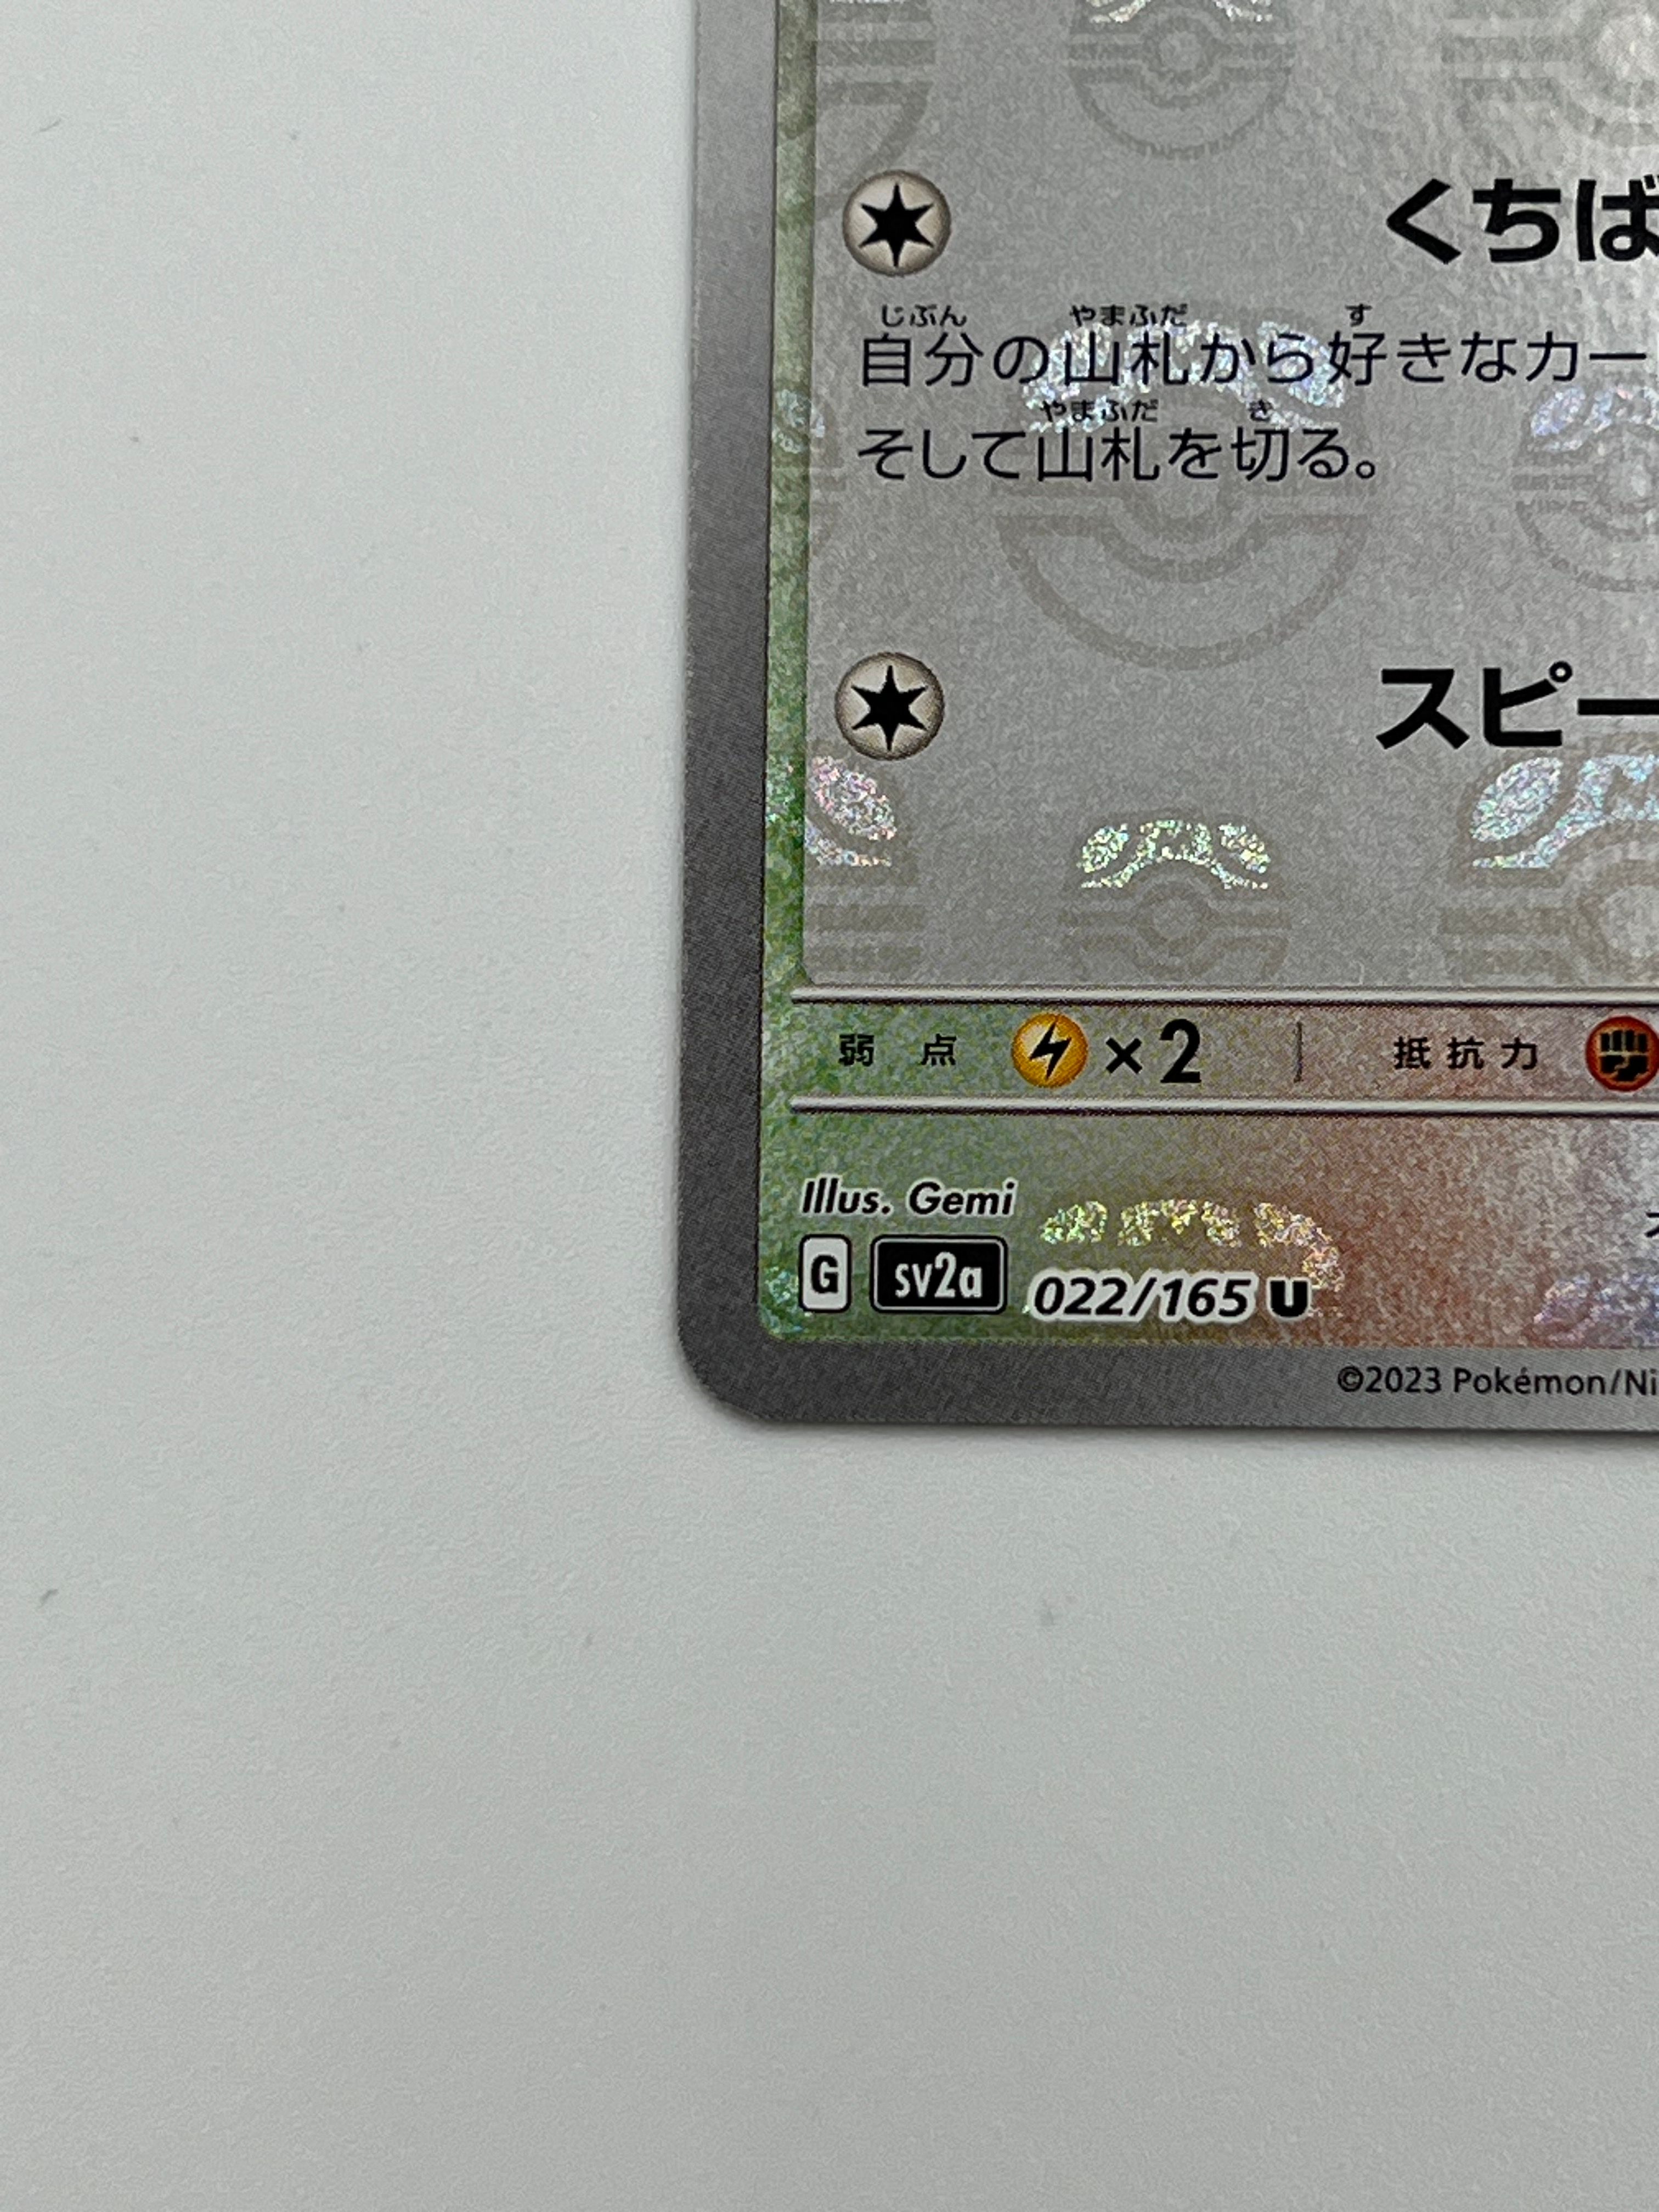 くちば
じぶん やまふだ す
自分の山札から好きなカー
やまふだ き
そして山札を切る。
スピー
弱点 ×2 抵抗力
Illus. Gemi
G sv2a 022/165 U
©2023 Pokémon/Ni